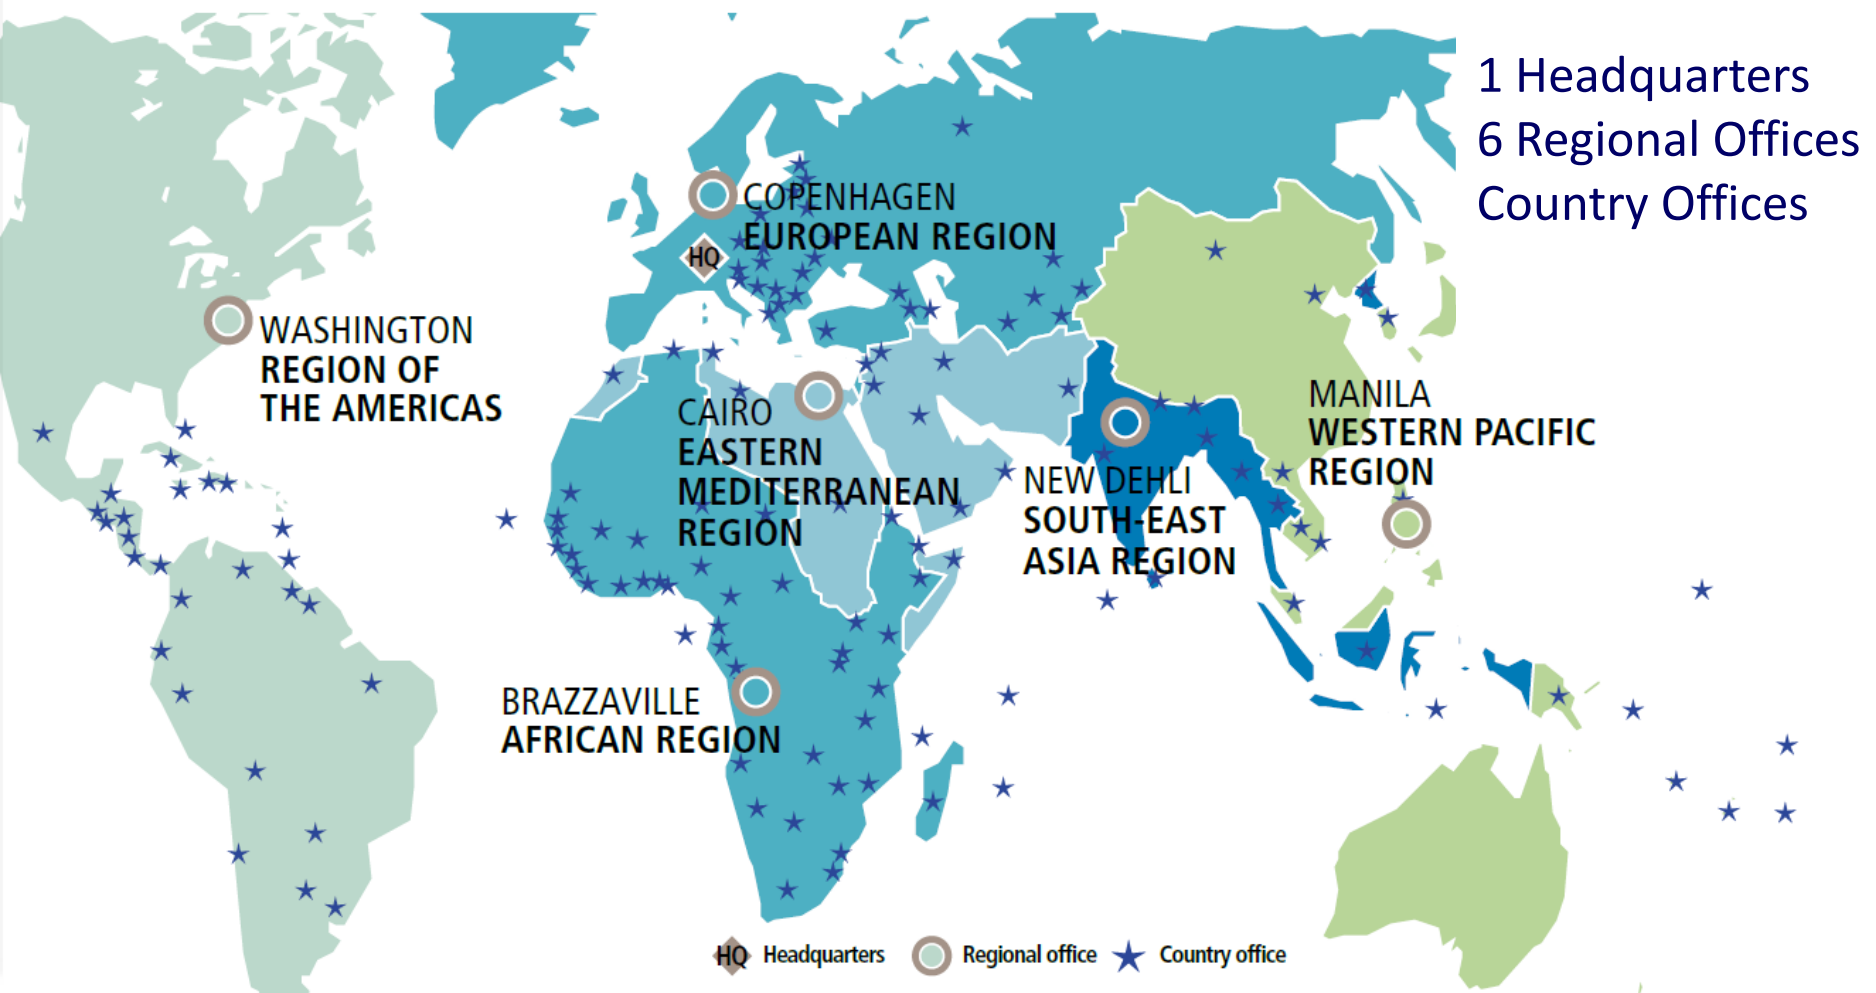 1 Headquarters
6 Regional Offices
Country Offices
COPENHAGEN
EUROPEAN REGION
HQ
WASHINGTON
REGION OF
THE AMERICAS
CAIRO
EASTERN
MEDITERRANEAN
REGION
MANILA
WESTERN PACIFIC
REGION
NEW DEHLI
SOUTH-EAST
ASIA REGION
BRAZZAVILLE
AFRICAN REGION
HQ Headquarters Regional office Country office